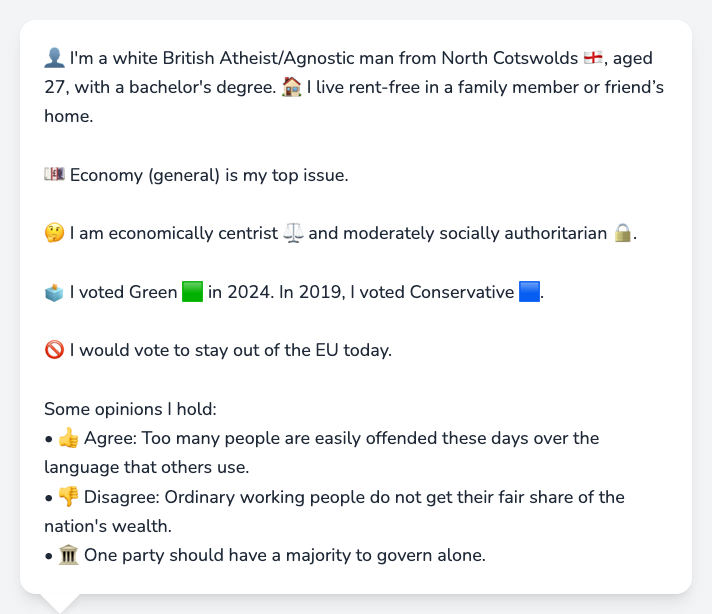 👤 I'm a white British Atheist/Agnostic man from North Cotswolds 🏴󠁧󠁢󠁥󠁮󠁧󠁿, aged
27, with a bachelor's degree. 🏠 I live rent-free in a family member or friend’s
home.
💷 Economy (general) is my top issue.
🤔 I am economically centrist ⚖️ and moderately socially authoritarian 🔒.
🗳️ I voted Green 🟩 in 2024. In 2019, I voted Conservative 🟦.
🚫 I would vote to stay out of the EU today.
Some opinions I hold:
• 👍 Agree: Too many people are easily offended these days over the
language that others use.
• 👎 Disagree: Ordinary working people do not get their fair share of the
nation's wealth.
• 🏛️ One party should have a majority to govern alone.